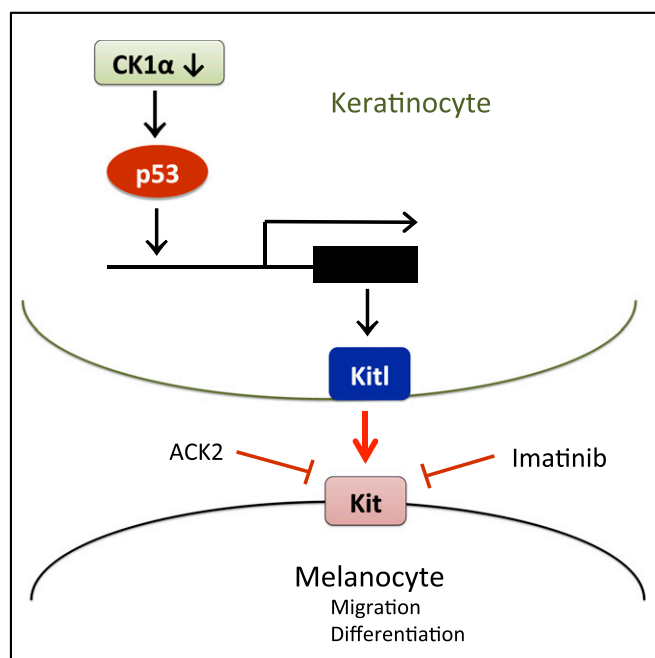 CK1α ↓
Keratinocyte
p53
Kitl
ACK2
Imatinib
Kit
Melanocyte
Migration
Differentiation